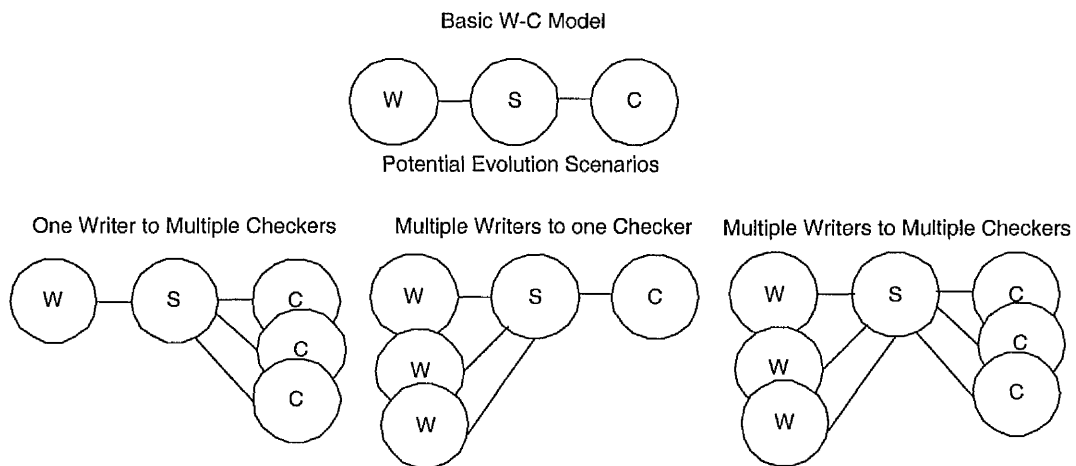 Basic W-C Model
W S C
Potential Evolution Scenarios
One Writer to Multiple Checkers
W S C
C
C
Multiple Writers to one Checker
W S C
W
W
Multiple Writers to Multiple Checkers
W S C
C
W
C
W